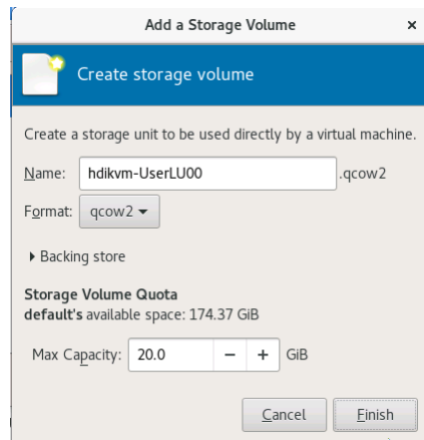 Add a Storage Volume ×
Create storage volume
Create a storage unit to be used directly by a virtual machine.
Name: hdikvm-UserLU00 .qcow2
Format: qcow2
Backing store
Storage Volume Quota
default's available space: 174.37 GiB
Max Capacity: 20.0 − + GiB
Cancel Finish